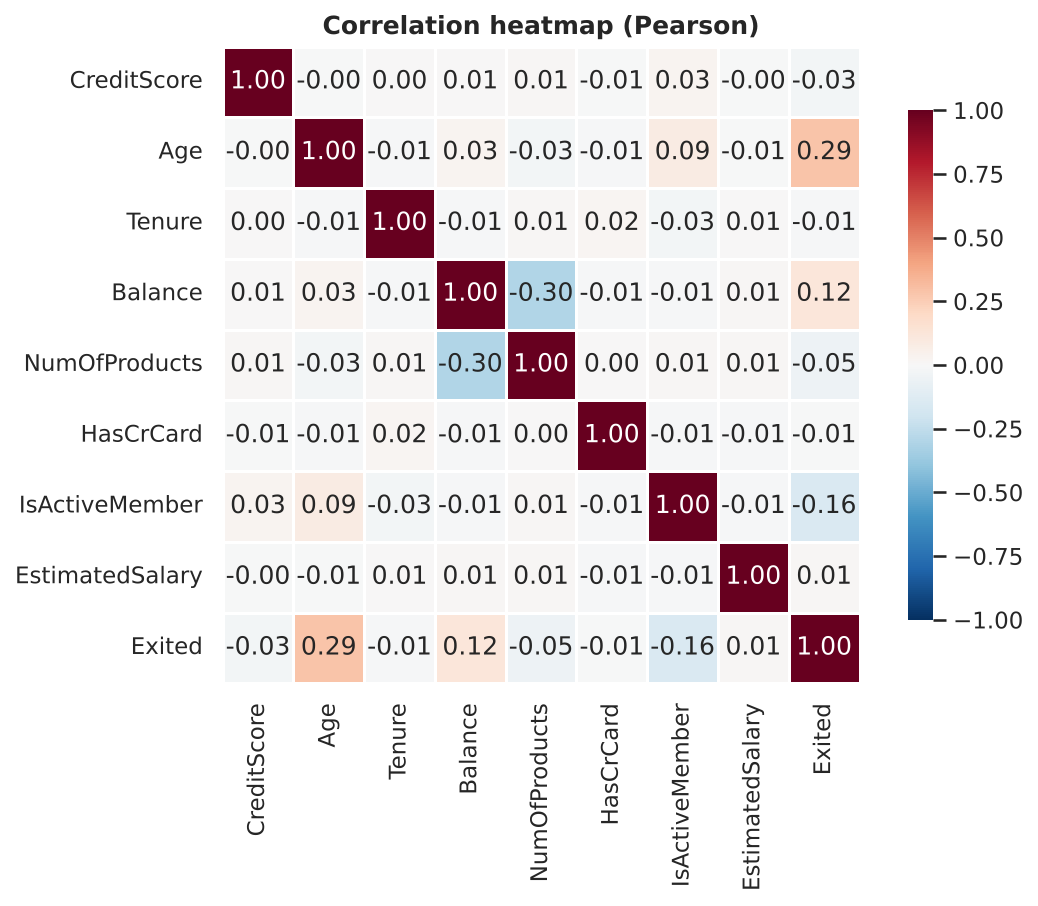 Correlation heatmap (Pearson)
CreditScore 1.00 -0.00 0.00 0.01 0.01 -0.01 0.03 -0.00 -0.03
Age -0.00 1.00 -0.01 0.03 -0.03 -0.01 0.09 -0.01 0.29
Tenure 0.00 -0.01 1.00 -0.01 0.01 0.02 -0.03 0.01 -0.01
Balance 0.01 0.03 -0.01 1.00 -0.30 -0.01 -0.01 0.01 0.12
NumOfProducts 0.01 -0.03 0.01 -0.30 1.00 0.00 0.01 0.01 -0.05
HasCrCard -0.01 -0.01 0.02 -0.01 0.00 1.00 -0.01 -0.01 -0.01
IsActiveMember 0.03 0.09 -0.03 -0.01 0.01 -0.01 1.00 -0.01 -0.16
EstimatedSalary -0.00 -0.01 0.01 0.01 0.01 -0.01 -0.01 1.00 0.01
Exited -0.03 0.29 -0.01 0.12 -0.05 -0.01 -0.16 0.01 1.00
CreditScore
Age
Tenure
Balance
NumOfProducts
HasCrCard
IsActiveMember
EstimatedSalary
Exited
1.00
0.75
0.50
0.25
0.00
−0.25
−0.50
−0.75
−1.00